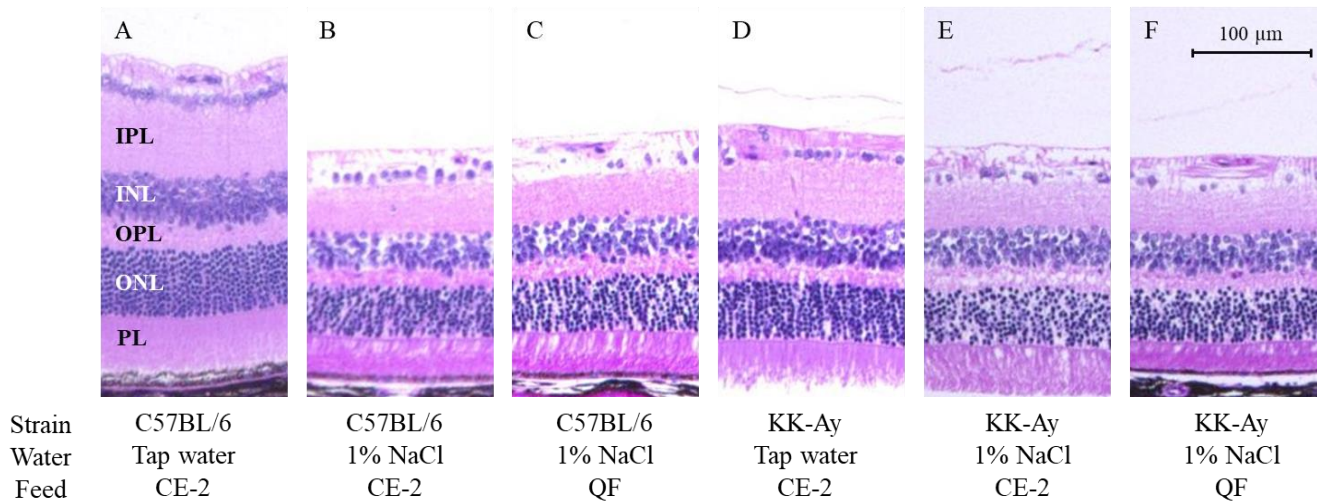 A B C D E F
100 µm
IPL
INL
OPL
ONL
PL
Strain C57BL/6 C57BL/6 C57BL/6 KK-Ay KK-Ay KK-Ay
Water Tap water 1% NaCl 1% NaCl Tap water 1% NaCl 1% NaCl
Feed CE-2 CE-2 QF CE-2 CE-2 QF